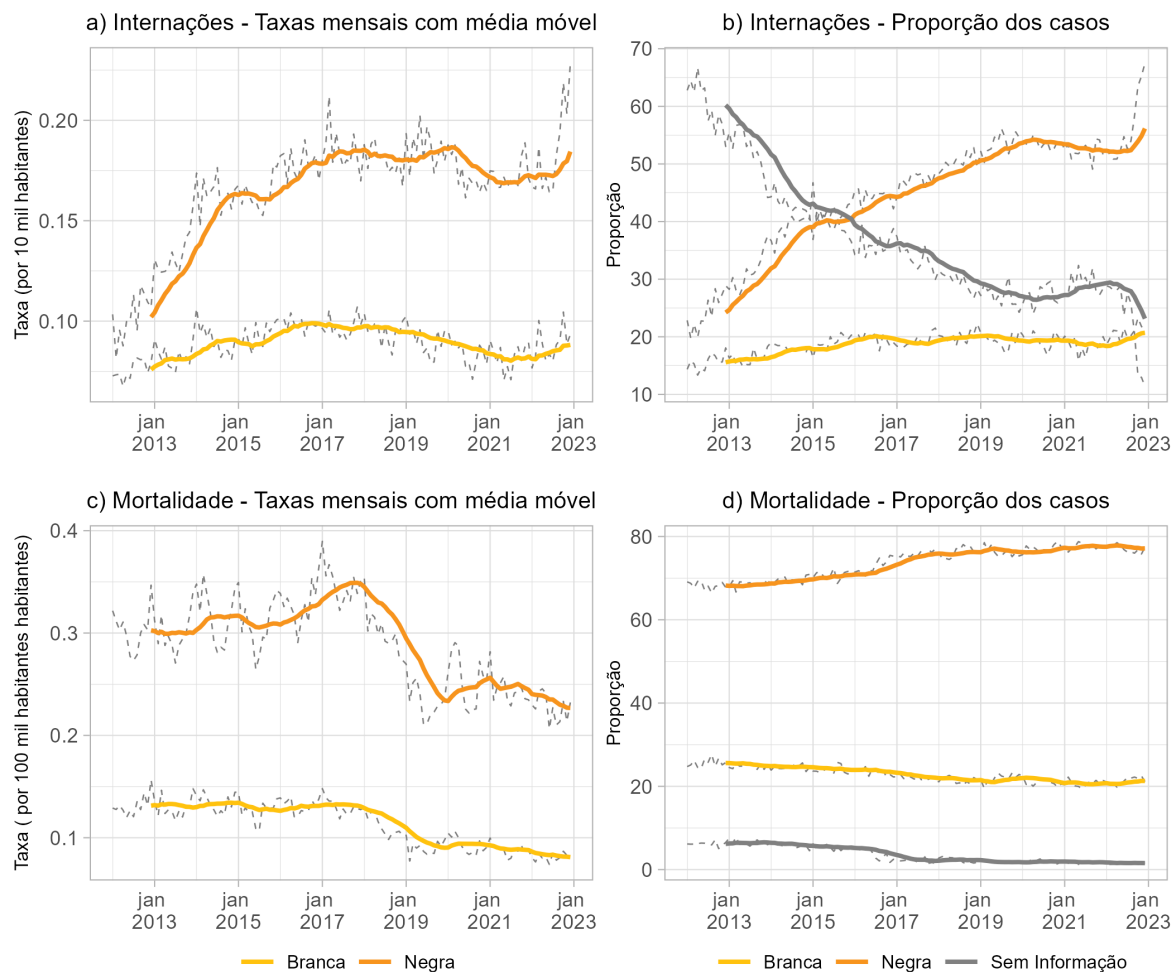 a) Internações - Taxas mensais com média móvel
Taxa (por 10 mil habitantes)
0.20
0.15
0.10
jan 2013
jan 2015
jan 2017
jan 2019
jan 2021
jan 2023
b) Internações - Proporção dos casos
Proporção
70
60
50
40
30
20
10
jan 2013
jan 2015
jan 2017
jan 2019
jan 2021
jan 2023
c) Mortalidade - Taxas mensais com média móvel
Taxa ( por 100 mil habitantes habitantes)
0.4
0.3
0.2
0.1
jan 2013
jan 2015
jan 2017
jan 2019
jan 2021
jan 2023
d) Mortalidade - Proporção dos casos
Proporção
80
60
40
20
0
jan 2013
jan 2015
jan 2017
jan 2019
jan 2021
jan 2023
Branca Negra
Branca Negra Sem Informação